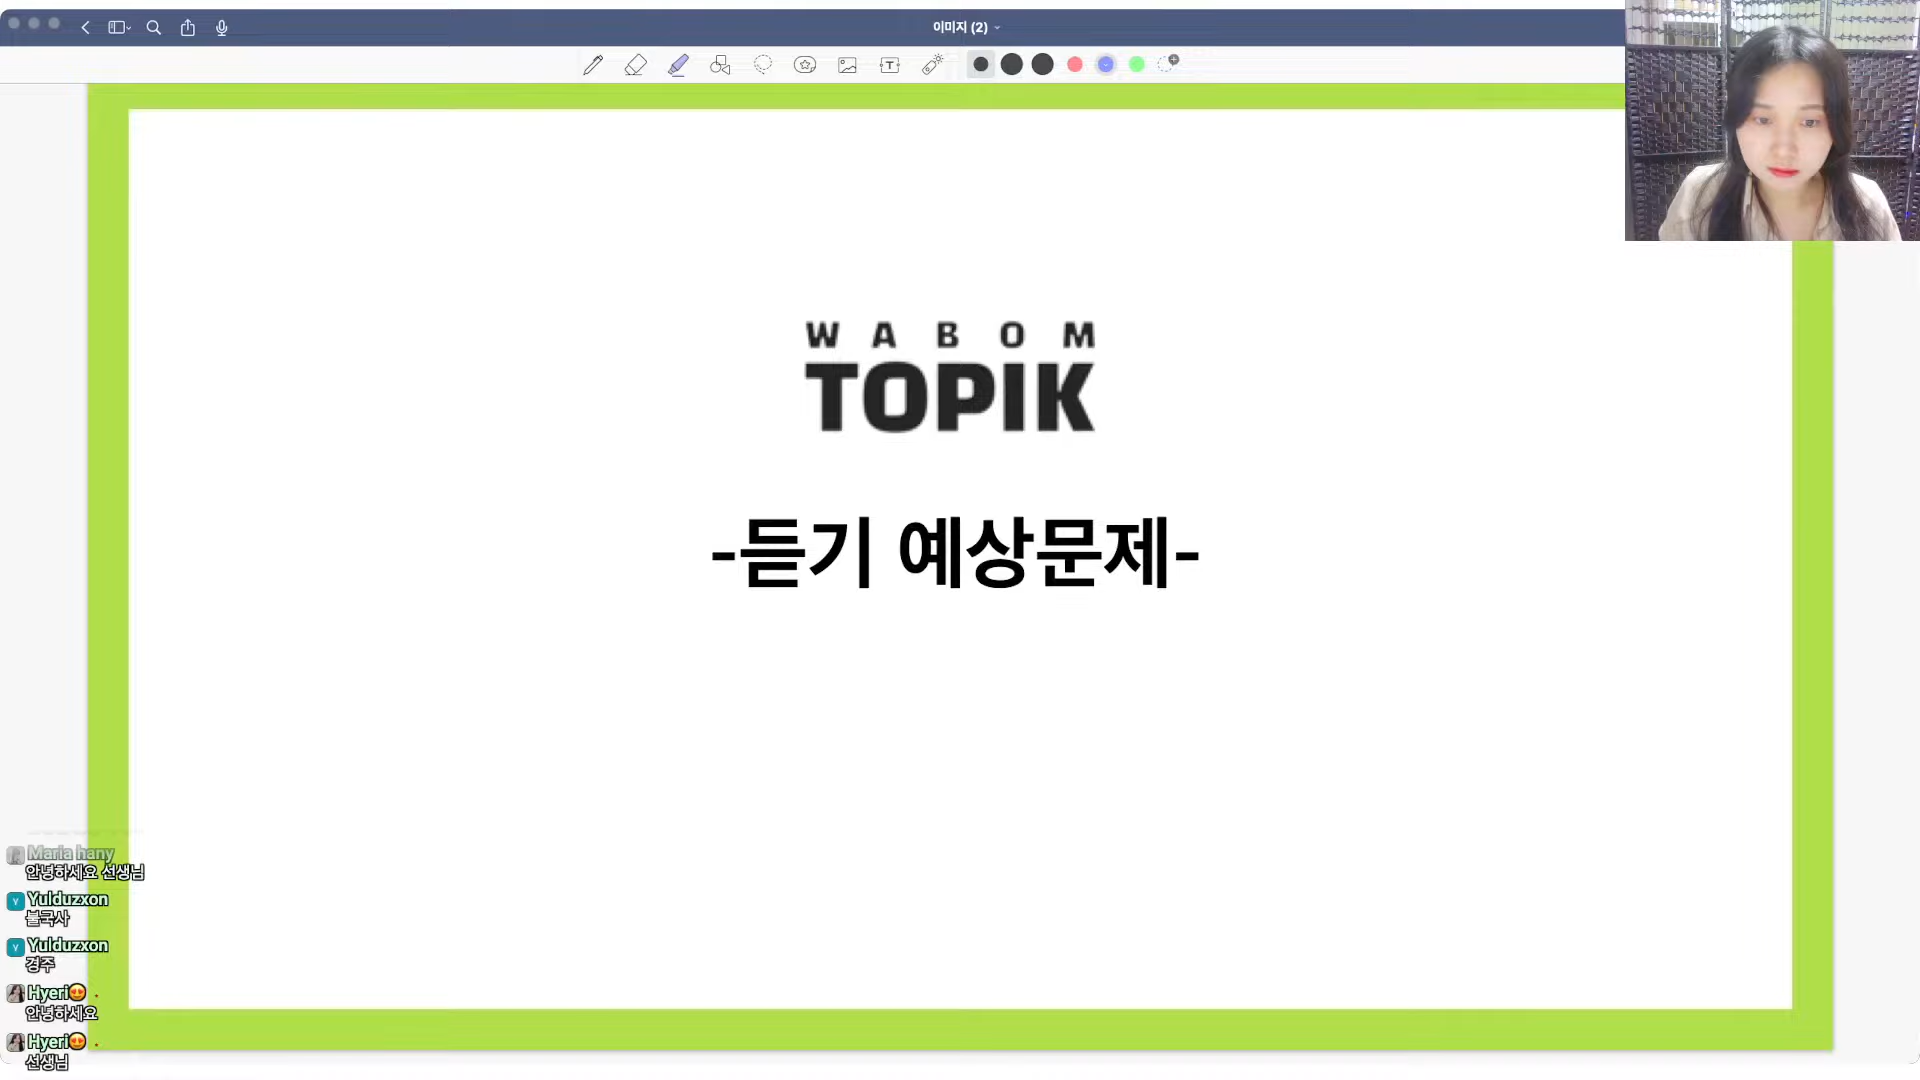 이미지 (2)
W A B O M
TOPIK
-듣기 예상문제-
Maria hany
안녕하세요 선생님
Y Yulduzxon
불국사
Y Yulduzxon
경주
Hyeri😍 .
안녕하세요
Hyeri😍 .
선생님